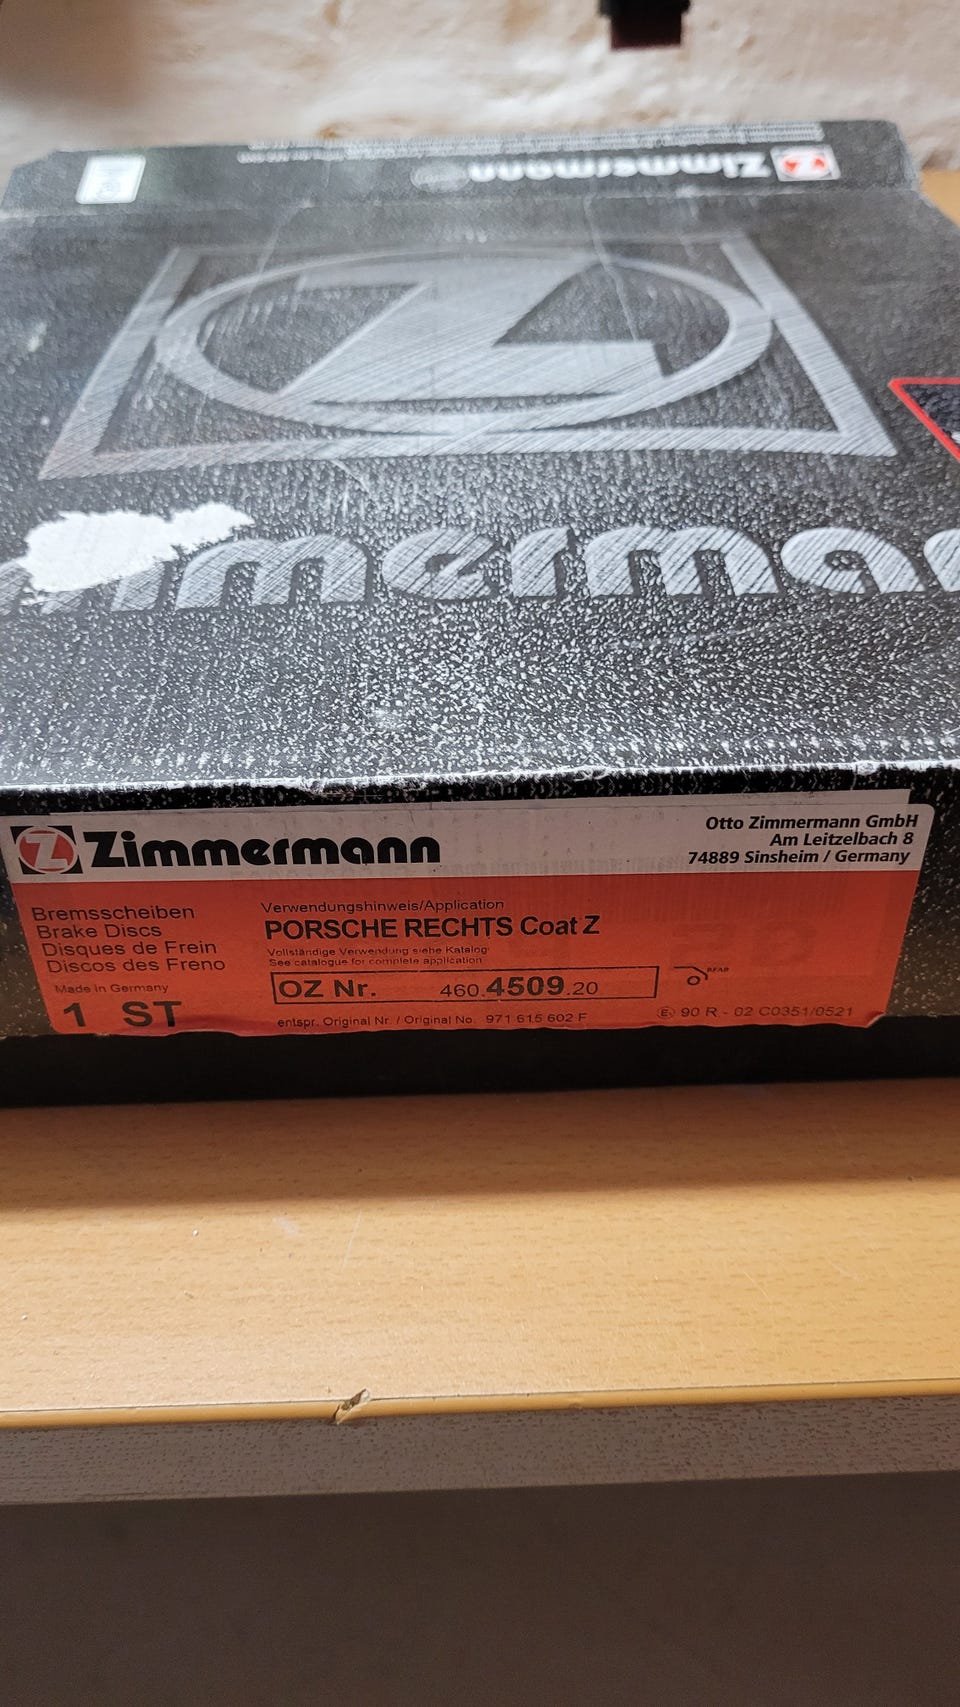 Zimmermann
Z
mmerma
Z Zimmermann
Otto Zimmermann GmbH
Am Leitzelbach 8
74889 Sinsheim / Germany
Bremsscheiben
Brake Discs
Disques de Frein
Discos des Freno
Made in Germany
1 ST
Verwendungshinweis/Application
PORSCHE RECHTS Coat Z
Vollständige Verwendung siehe Katalog
See catalogue for complete application
OZ Nr. 460.4509.20
entspr. Original Nr. / Original No. 971 615 602 F
90 R - 02 C0351/0521